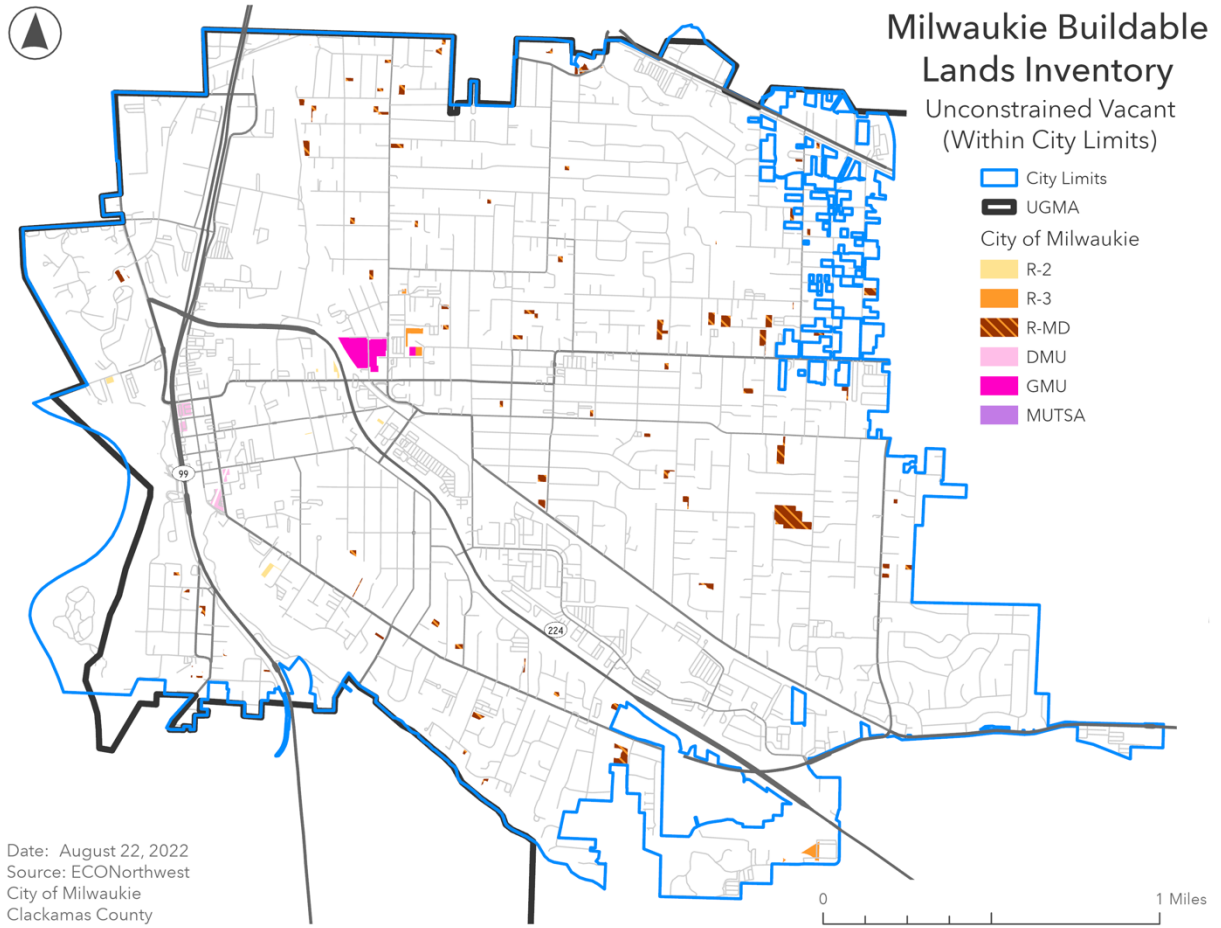 Milwaukie Buildable
Lands Inventory
Unconstrained Vacant
(Within City Limits)
City Limits
UGMA
City of Milwaukie
R-2
R-3
R-MD
DMU
GMU
MUTSA
99
224
Date: August 22, 2022
Source: ECONorthwest
City of Milwaukie
Clackamas County
0 1 Miles